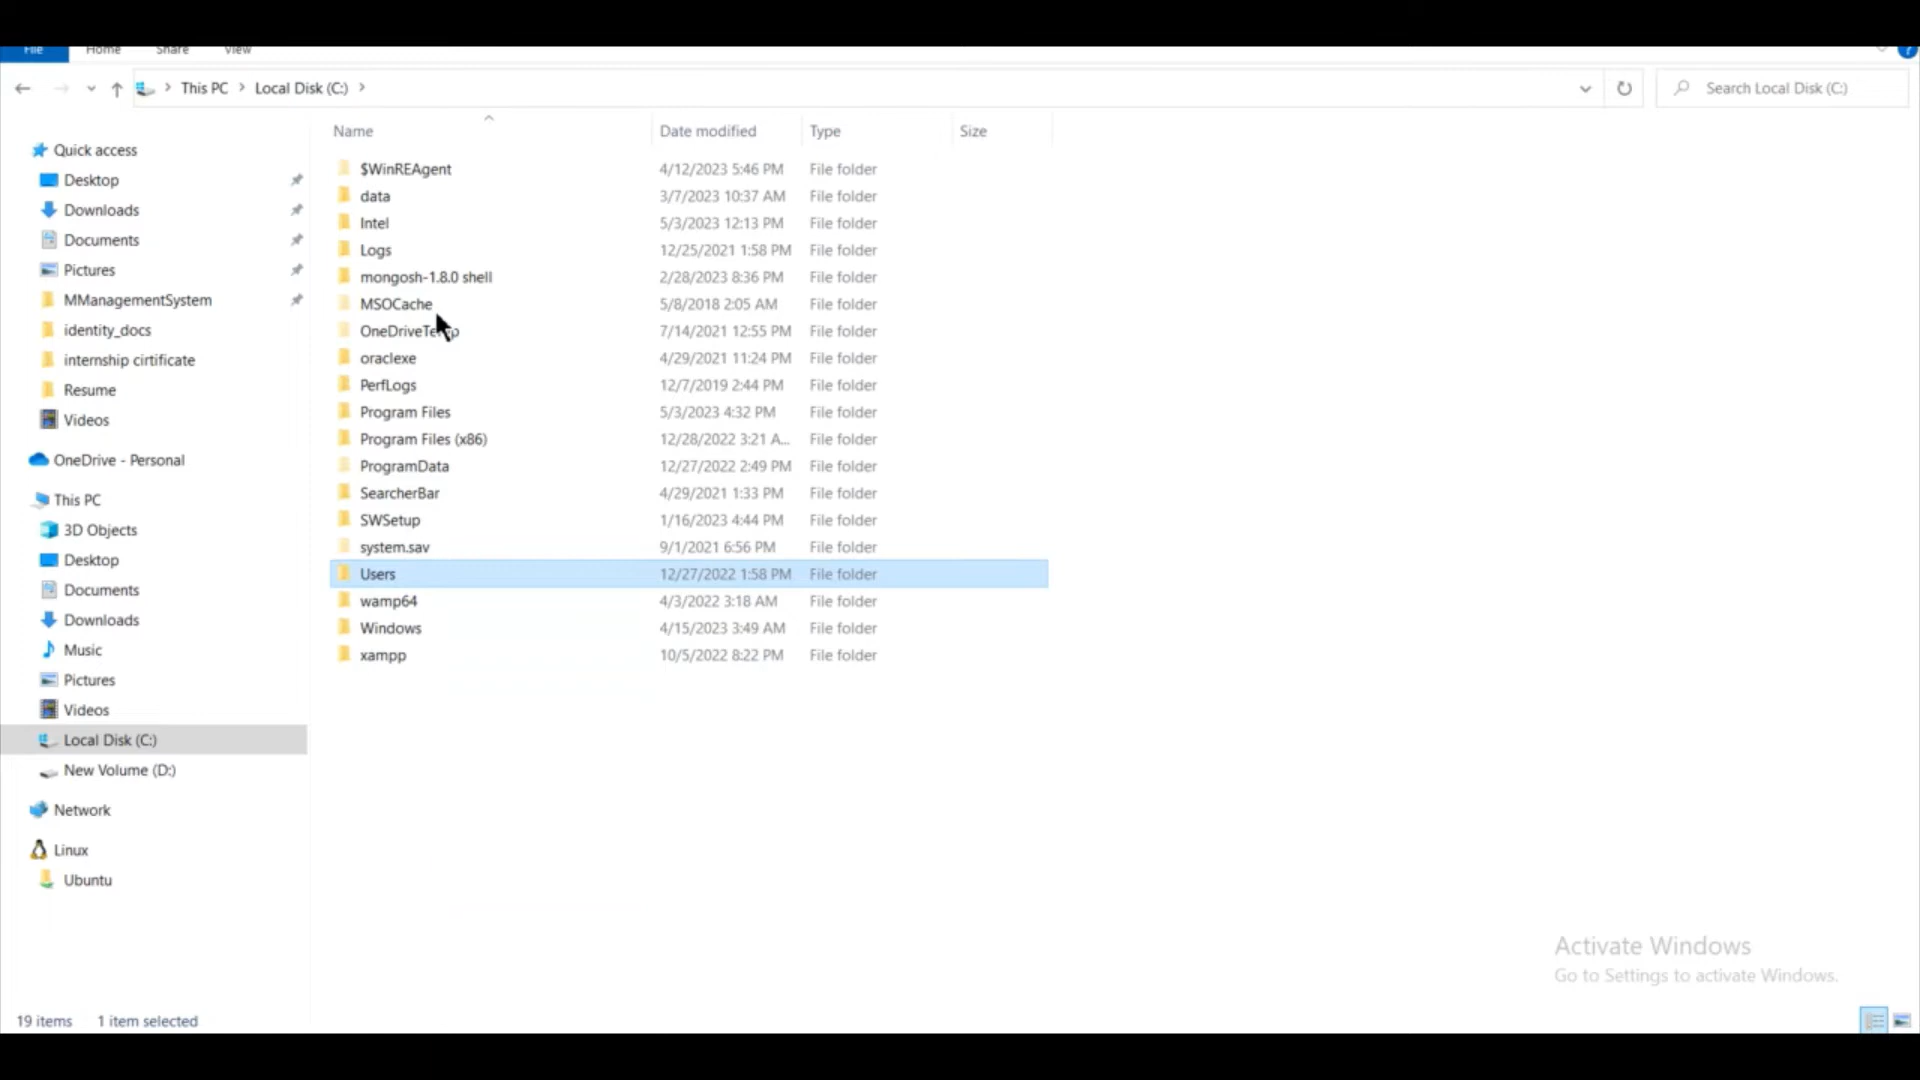 File Home Share View
This PC Local Disk (C:)
Search Local Disk (C:)
Name Date modified Type Size
Quick access
Desktop
Downloads
Documents
Pictures
MManagementSystem
identity_docs
internship cirtificate
Resume
Videos
OneDrive - Personal
This PC
3D Objects
Desktop
Documents
Downloads
Music
Pictures
Videos
Local Disk (C:)
New Volume (D:)
Network
Linux
Ubuntu
$WinREAgent 4/12/2023 5:46 PM File folder
data 3/7/2023 10:37 AM File folder
Intel 5/3/2023 12:13 PM File folder
Logs 12/25/2021 1:58 PM File folder
mongosh-1.8.0 shell 2/28/2023 8:36 PM File folder
MSOCache 5/8/2018 2:05 AM File folder
OneDriveTemp 7/14/2021 12:55 PM File folder
oraclexe 4/29/2021 11:24 PM File folder
PerfLogs 12/7/2019 2:44 PM File folder
Program Files 5/3/2023 4:32 PM File folder
Program Files (x86) 12/28/2022 3:21 A... File folder
ProgramData 12/27/2022 2:49 PM File folder
SearcherBar 4/29/2021 1:33 PM File folder
SWSetup 1/16/2023 4:44 PM File folder
system.sav 9/1/2021 6:56 PM File folder
Users 12/27/2022 1:58 PM File folder
wamp64 4/3/2022 3:18 AM File folder
Windows 4/15/2023 3:49 AM File folder
xampp 10/5/2022 8:22 PM File folder
Activate Windows
Go to Settings to activate Windows.
19 items 1 item selected